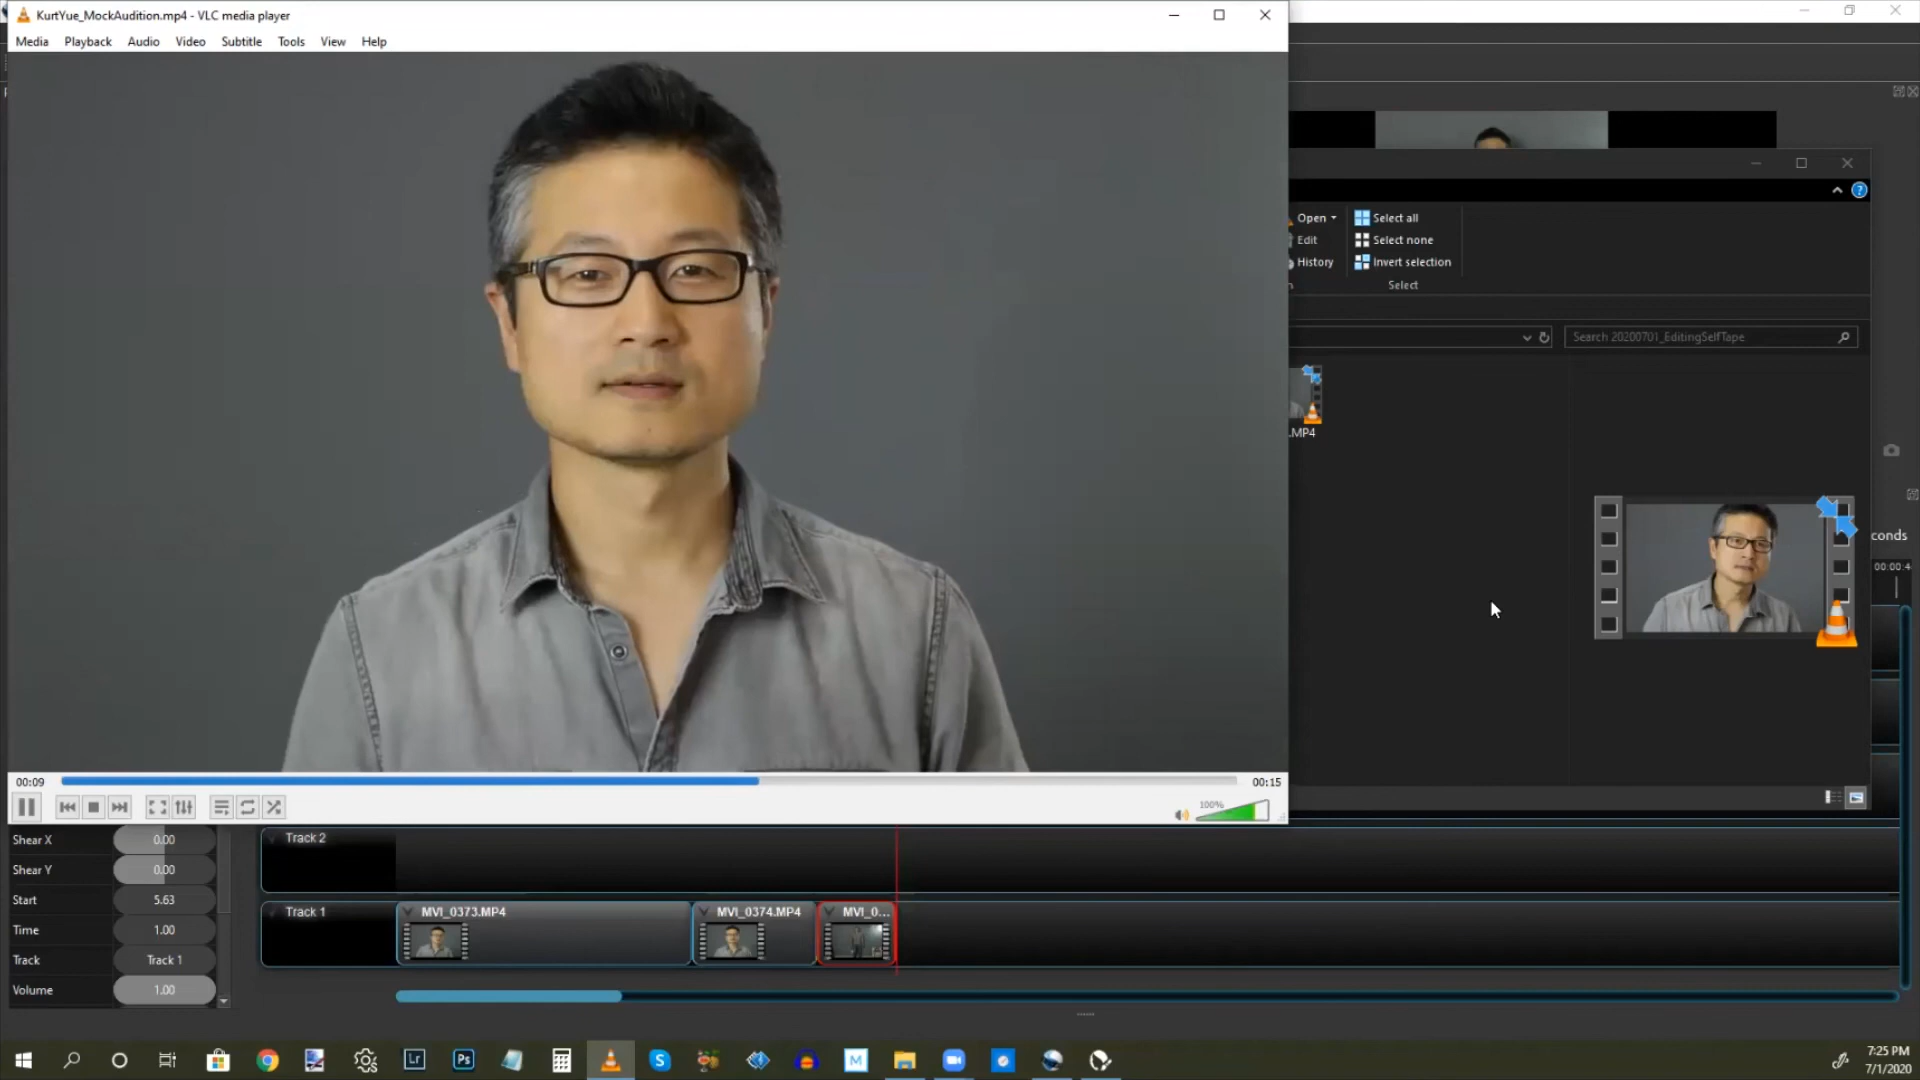 KurtYue_MockAudition.mp4 - VLC media player
Media Playback Audio Video Subtitle Tools View Help
Open
Select all
Edit
Select none
History
Invert selection
Select
Search 20200701_EditingSelfTape
.MP4
conds
00:00:4
00:09
00:15
100%
Shear X 0.00
Shear Y 0.00
Start 5.63
Time 1.00
Track Track 1
Volume 1.00
Track 2
Track 1
MVI_0373.MP4
MVI_0374.MP4
MVI_0...
Lr
Ps
S
M
7:25 PM
7/1/2020